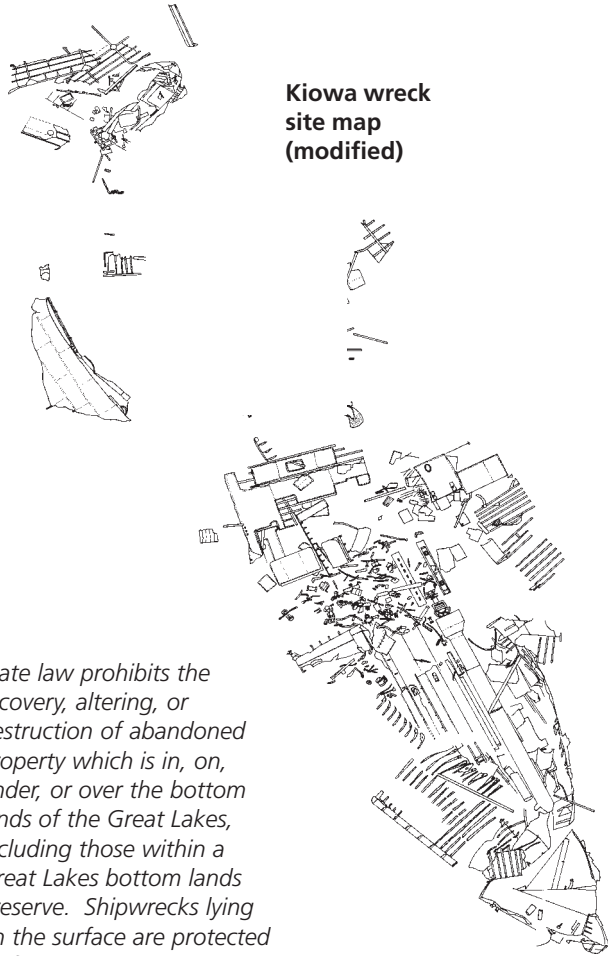 Kiowa wreck
site map
(modified)
ate law prohibits the
covery, altering, or
estruction of abandoned
roperty which is in, on,
nder, or over the bottom
nds of the Great Lakes,
cluding those within a
reat Lakes bottom lands
reserve. Shipwrecks lying
n the surface are protected